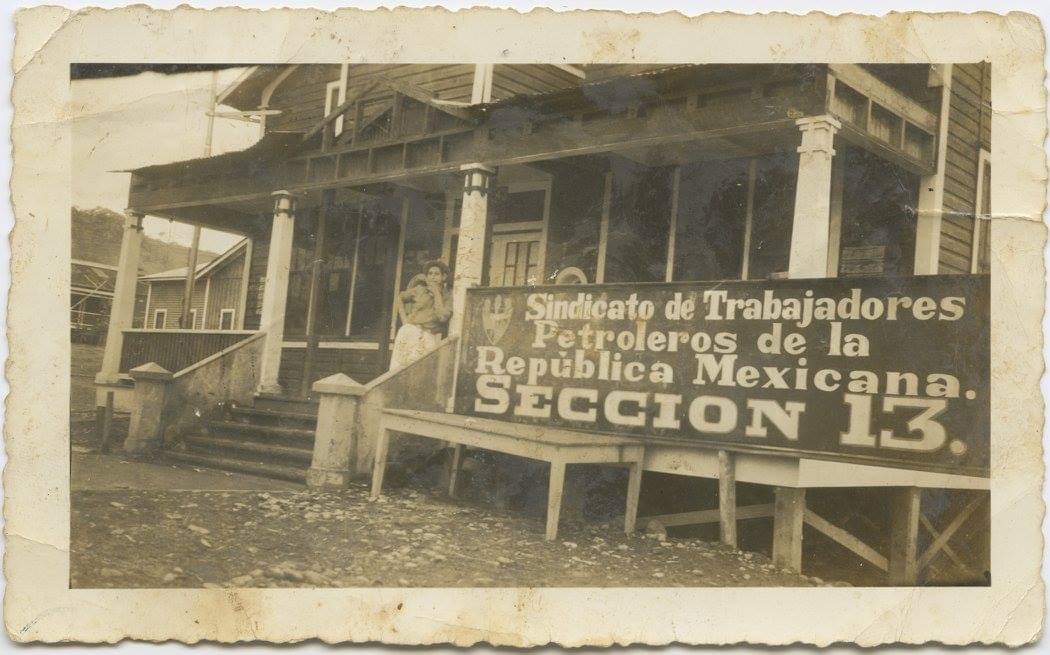 Sindicato de Trabajadores
Petroleros de la
República Mexicana.
SECCION 13.